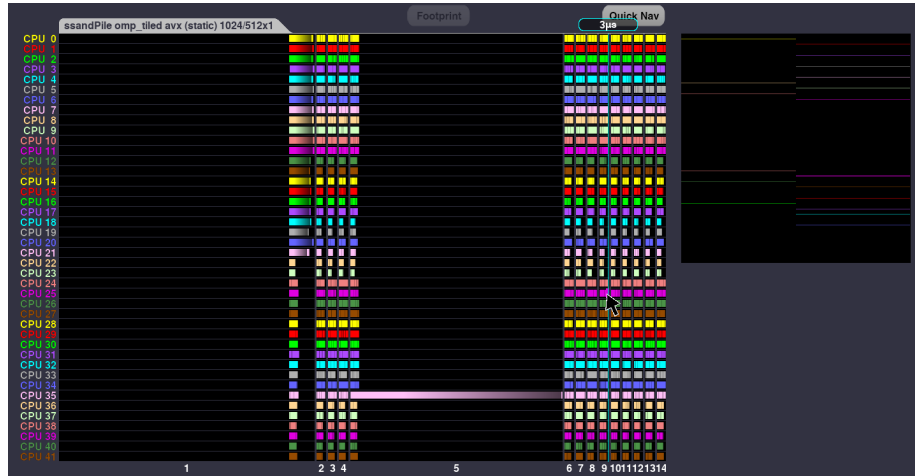 Footprint
Quick Nav
3µs
ssandPile omp_tiled avx (static) 1024/512x1
CPU 0
CPU 1
CPU 2
CPU 3
CPU 4
CPU 5
CPU 6
CPU 7
CPU 8
CPU 9
CPU 10
CPU 11
CPU 12
CPU 13
CPU 14
CPU 15
CPU 16
CPU 17
CPU 18
CPU 19
CPU 20
CPU 21
CPU 22
CPU 23
CPU 24
CPU 25
CPU 26
CPU 27
CPU 28
CPU 29
CPU 30
CPU 31
CPU 32
CPU 33
CPU 34
CPU 35
CPU 36
CPU 37
CPU 38
CPU 39
CPU 40
CPU 41
1 2 3 4 5 6 7 8 9 10 11 12 13 14